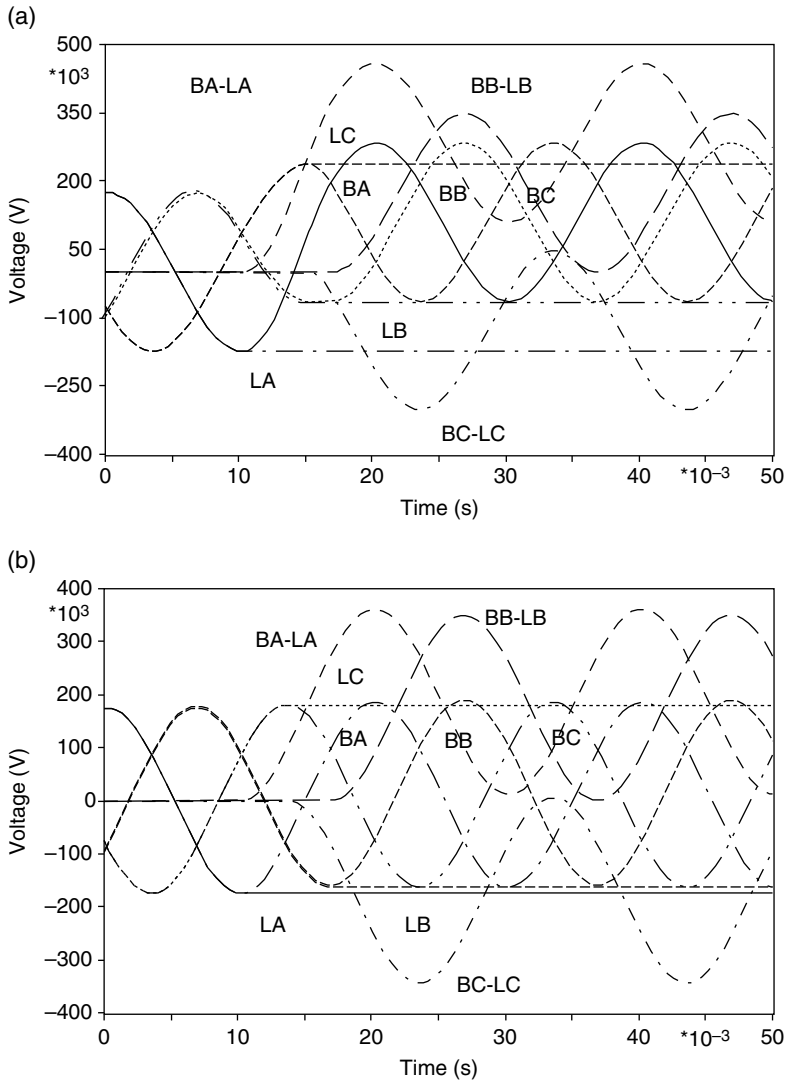 (a)
500
*10³
350
200
50
–100
–250
–400
Voltage (V)
BA-LA
BB-LB
LC
BA
BB
BC
LB
LA
BC-LC
0
10
20
30
40
*10⁻³
50
Time (s)
(b)
400
*10³
300
200
100
0
–100
–200
–300
–400
Voltage (V)
BB-LB
BA-LA
LC
BA
BB
BC
LA
LB
BC-LC
0
10
20
30
40
*10⁻³
50
Time (s)